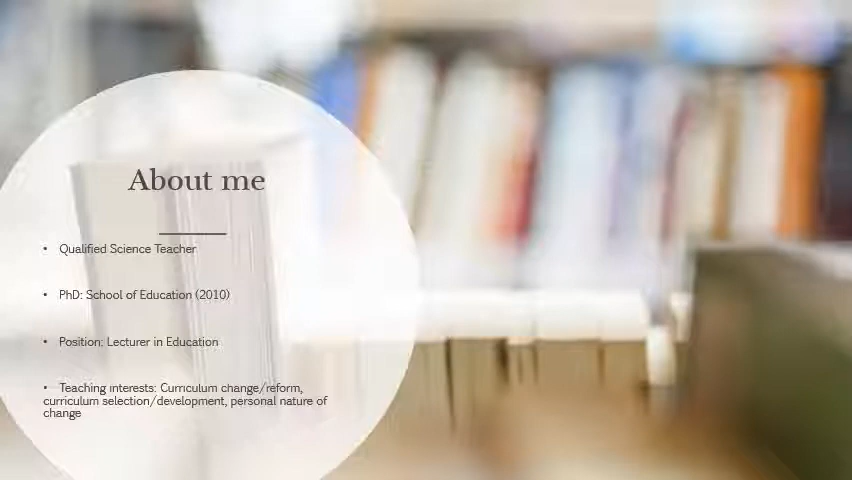 About me
• Qualified Science Teacher
• PhD: School of Education (2010)
• Position: Lecturer in Education
• Teaching interests: Curriculum change/reform,
curriculum selection/development, personal nature of
change